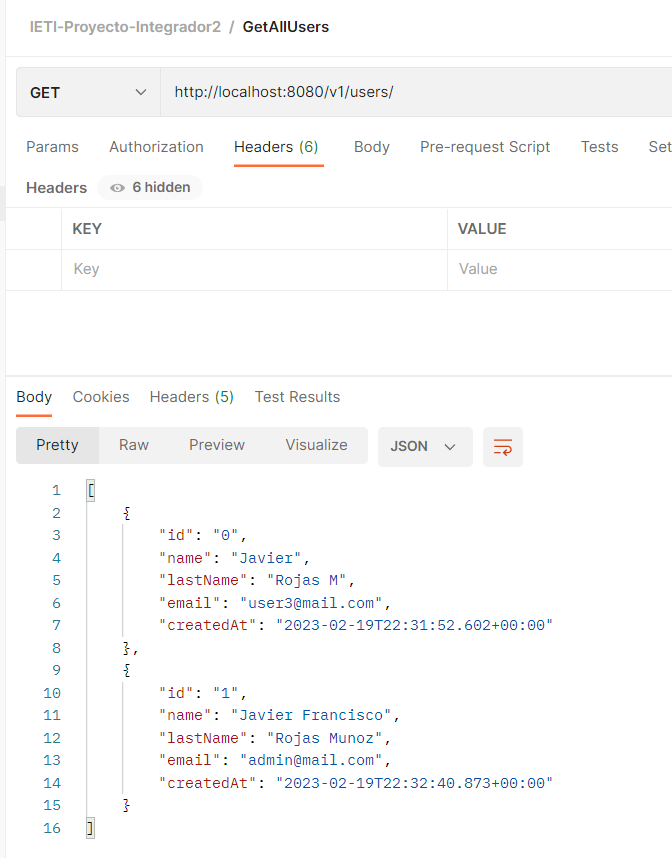 IETI-Proyecto-Integrador2 / GetAllUsers
GET http://localhost:8080/v1/users/
Params Authorization Headers (6) Body Pre-request Script Tests Set
Headers 6 hidden
KEY VALUE
Key Value
Body Cookies Headers (5) Test Results
Pretty Raw Preview Visualize JSON
1 [
2 {
3 "id": "0",
4 "name": "Javier",
5 "lastName": "Rojas M",
6 "email": "user3@mail.com",
7 "createdAt": "2023-02-19T22:31:52.602+00:00"
8 },
9 {
10 "id": "1",
11 "name": "Javier Francisco",
12 "lastName": "Rojas Munoz",
13 "email": "admin@mail.com",
14 "createdAt": "2023-02-19T22:32:40.873+00:00"
15 }
16 ]